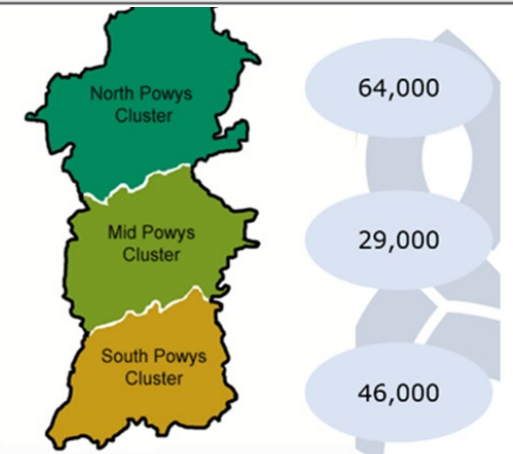 North Powys
Cluster
64,000
Mid Powys
Cluster
29,000
South Powys
Cluster
46,000